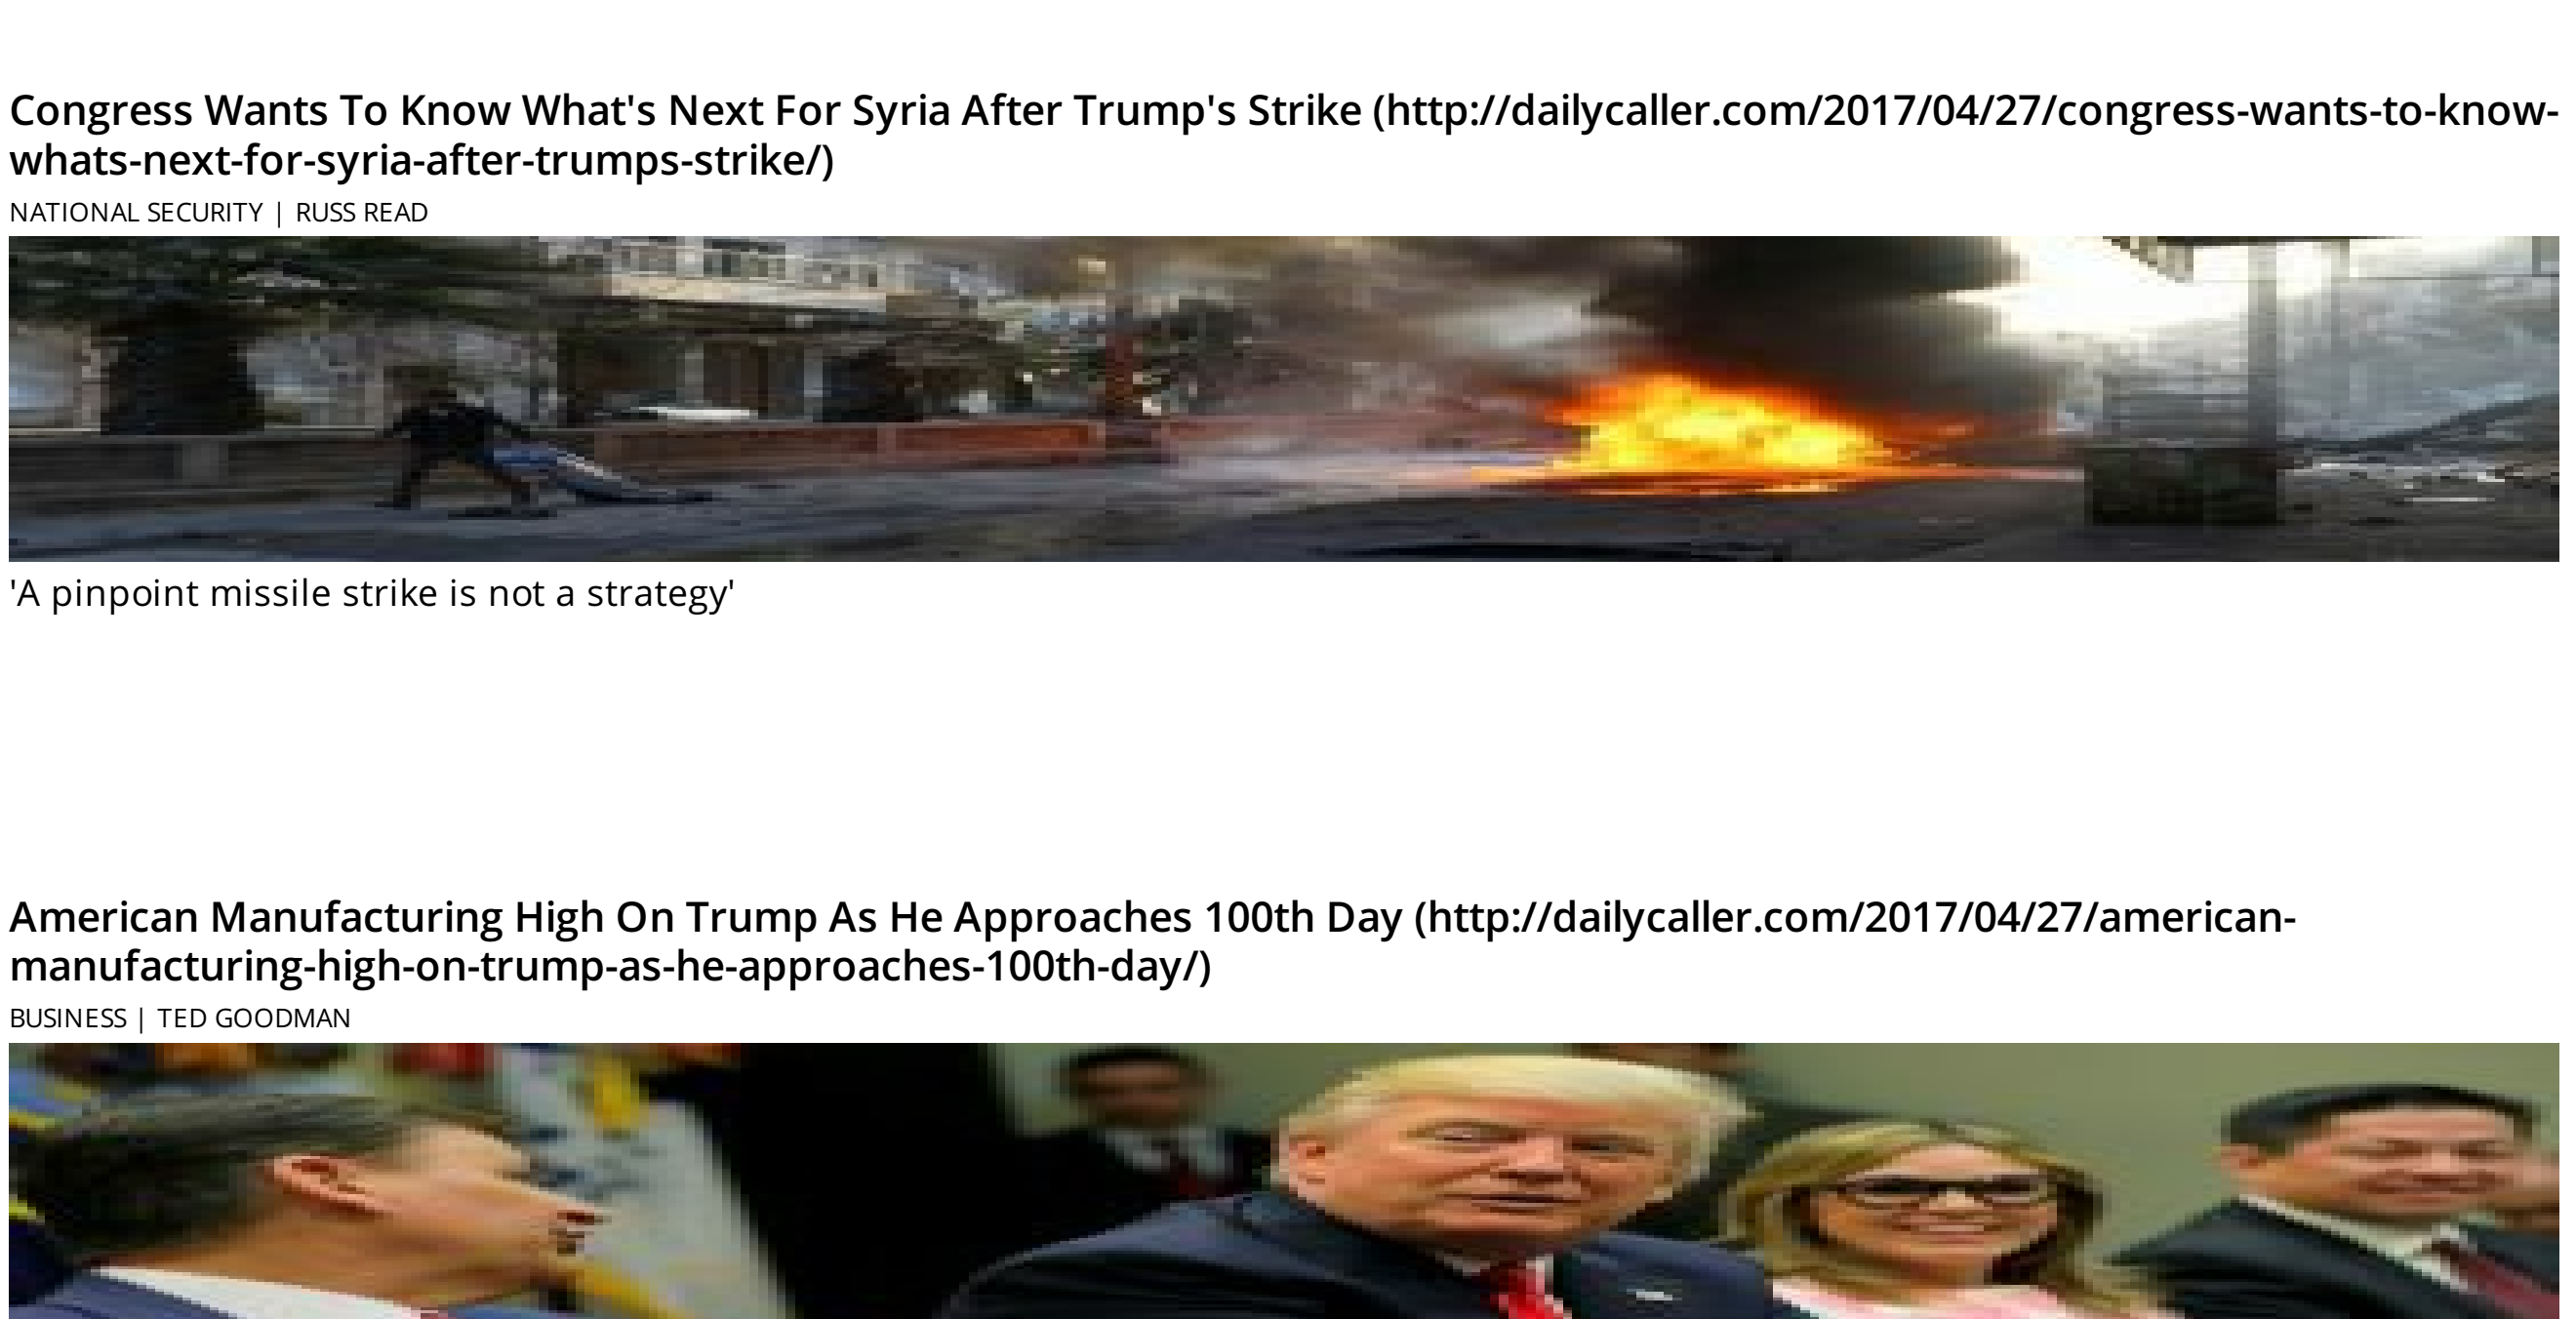 Congress Wants To Know What's Next For Syria After Trump's Strike (http://dailycaller.com/2017/04/27/congress-wants-to-know-
whats-next-for-syria-after-trumps-strike/)
NATIONAL SECURITY | RUSS READ
'A pinpoint missile strike is not a strategy'
American Manufacturing High On Trump As He Approaches 100th Day (http://dailycaller.com/2017/04/27/american-
manufacturing-high-on-trump-as-he-approaches-100th-day/)
BUSINESS | TED GOODMAN